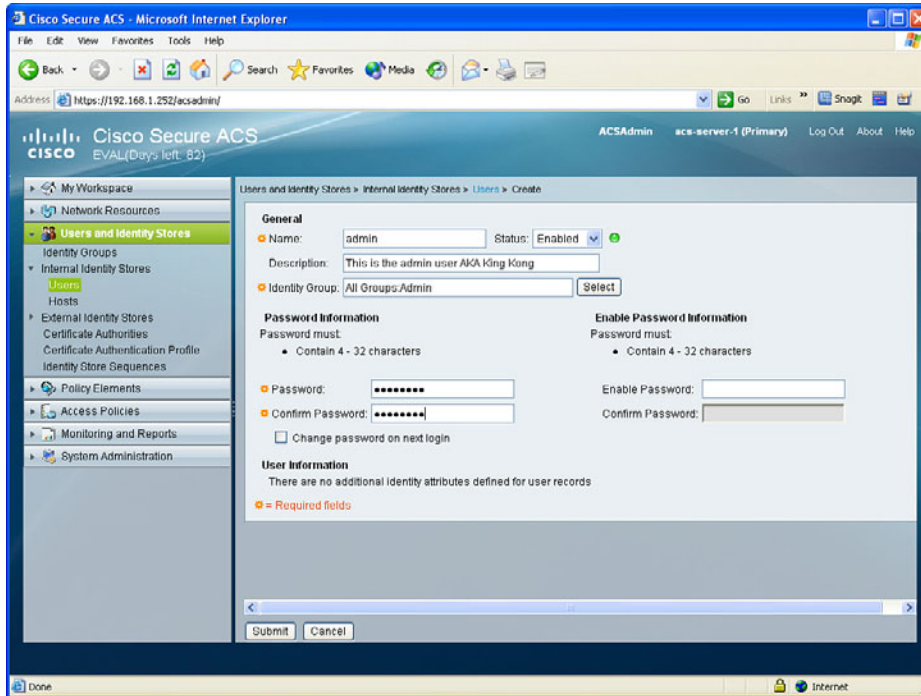 Cisco Secure ACS - Microsoft Internet Explorer
File Edit View Favorites Tools Help
Back Search Favorites Media
Address https://192.168.1.252/acsadmin/ Go Links » SnagIt
CISCO Cisco Secure ACS
EVAL(Days left: 82)
ACSAdmin acs-server-1 (Primary) Log Out About Help
My Workspace
Network Resources
Users and Identity Stores
Identity Groups
Internal Identity Stores
Users
Hosts
External Identity Stores
Certificate Authorities
Certificate Authentication Profile
Identity Store Sequences
Policy Elements
Access Policies
Monitoring and Reports
System Administration
Users and Identity Stores > Internal Identity Stores > Users > Create
General
Name: admin Status: Enabled
Description: This is the admin user AKA King Kong
Identity Group: All Groups:Admin Select
Password Information Enable Password Information
Password must: Password must:
• Contain 4 - 32 characters • Contain 4 - 32 characters
Password: •••••••• Enable Password:
Confirm Password: •••••••• Confirm Password:
Change password on next login
User Information
There are no additional identity attributes defined for user records
= Required fields
Submit Cancel
Done Internet